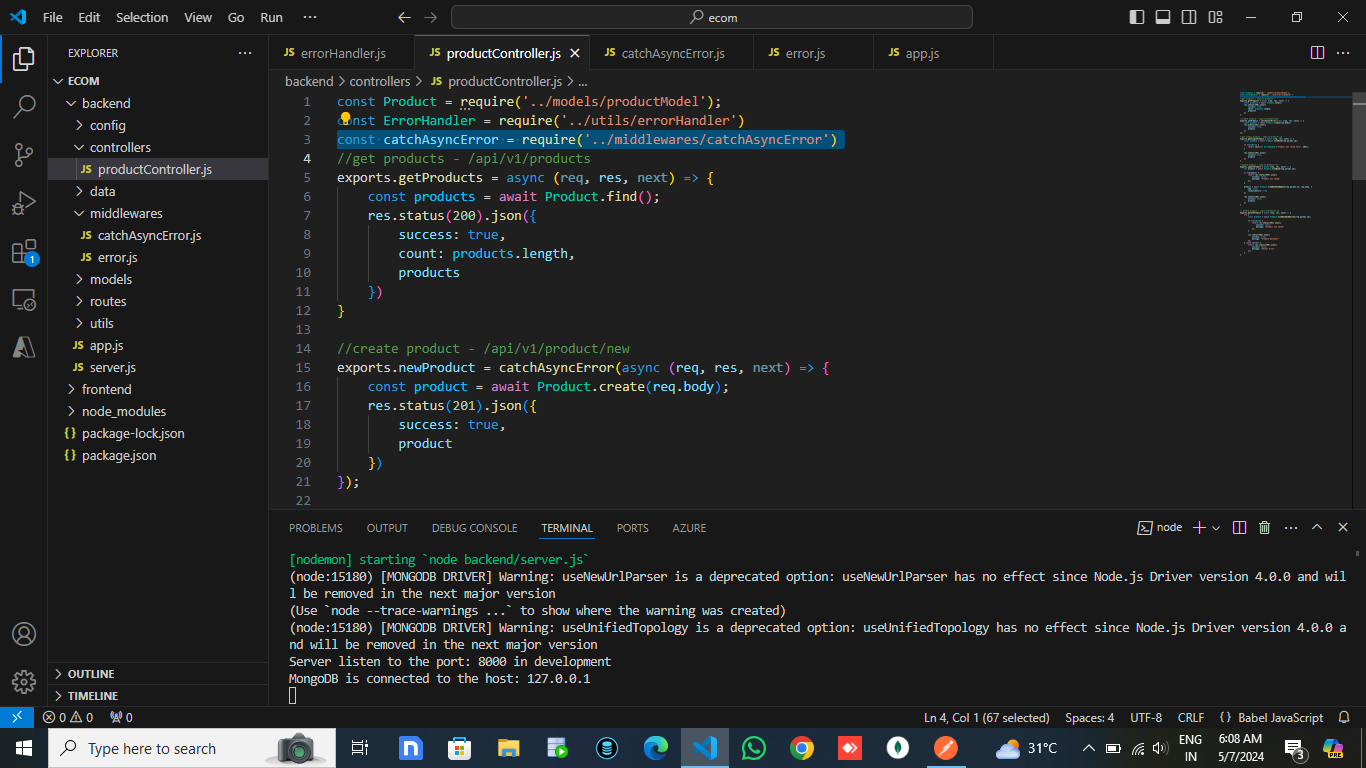 File Edit Selection View Go Run ··· ecom
EXPLORER ···
ECOM
backend
config
controllers
JS productController.js
data
middlewares
JS catchAsyncError.js
JS error.js
models
routes
utils
JS app.js
JS server.js
frontend
node_modules
{} package-lock.json
{} package.json
OUTLINE
TIMELINE
1
JS errorHandler.js JS productController.js JS catchAsyncError.js JS error.js JS app.js ···
backend > controllers > JS productController.js > ...
1 const Product = require('../models/productModel');
2 const ErrorHandler = require('../utils/errorHandler')
3 const catchAsyncError = require('../middlewares/catchAsyncError')
4 //get products - /api/v1/products
5 exports.getProducts = async (req, res, next) => {
6 const products = await Product.find();
7 res.status(200).json({
8 success: true,
9 count: products.length,
10 products
11 })
12 }
13
14 //create product - /api/v1/product/new
15 exports.newProduct = catchAsyncError(async (req, res, next) => {
16 const product = await Product.create(req.body);
17 res.status(201).json({
18 success: true,
19 product
20 })
21 });
22
PROBLEMS OUTPUT DEBUG CONSOLE TERMINAL PORTS AZURE node ···
[nodemon] starting `node backend/server.js`
(node:15180) [MONGODB DRIVER] Warning: useNewUrlParser is a deprecated option: useNewUrlParser has no effect since Node.js Driver version 4.0.0 and wil
l be removed in the next major version
(Use `node --trace-warnings ...` to show where the warning was created)
(node:15180) [MONGODB DRIVER] Warning: useUnifiedTopology is a deprecated option: useUnifiedTopology has no effect since Node.js Driver version 4.0.0 a
nd will be removed in the next major version
Server listen to the port: 8000 in development
MongoDB is connected to the host: 127.0.0.1
0 0 0 Ln 4, Col 1 (67 selected) Spaces: 4 UTF-8 CRLF {} Babel JavaScript
Type here to search 31°C ENG 6:08 AM
IN 5/7/2024 3 PRE